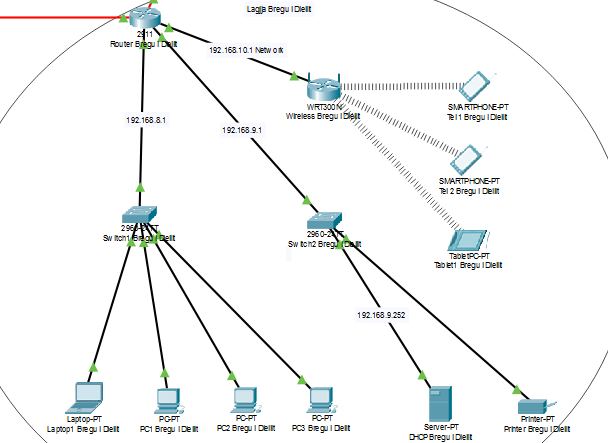 Lagjja Bregu I Diellit
2911
Router Bregu I Diellit
192.168.10.1 Network
WRT300N
Wireless Bregu I Diellit
SMARTPHONE-PT
Tel1 Bregu I Diellit
SMARTPHONE-PT
Tel 2 Bregu I Diellit
TabletPC-PT
Tablet1 Bregu I Diellit
192.168.8.1
192.168.9.1
2960-24TT
Switch1 Bregu I Diellit
2960-24TT
Switch2 Bregu I Diellit
192.168.9.252
Laptop-PT
Laptop1 Bregu I Diellit
PC-PT
PC1 Bregu I Diellit
PC-PT
PC2 Bregu I Diellit
PC-PT
PC3 Bregu I Diellit
Server-PT
DHCP Bregu I Diellit
Printer-PT
Printer Bregu I Diellit